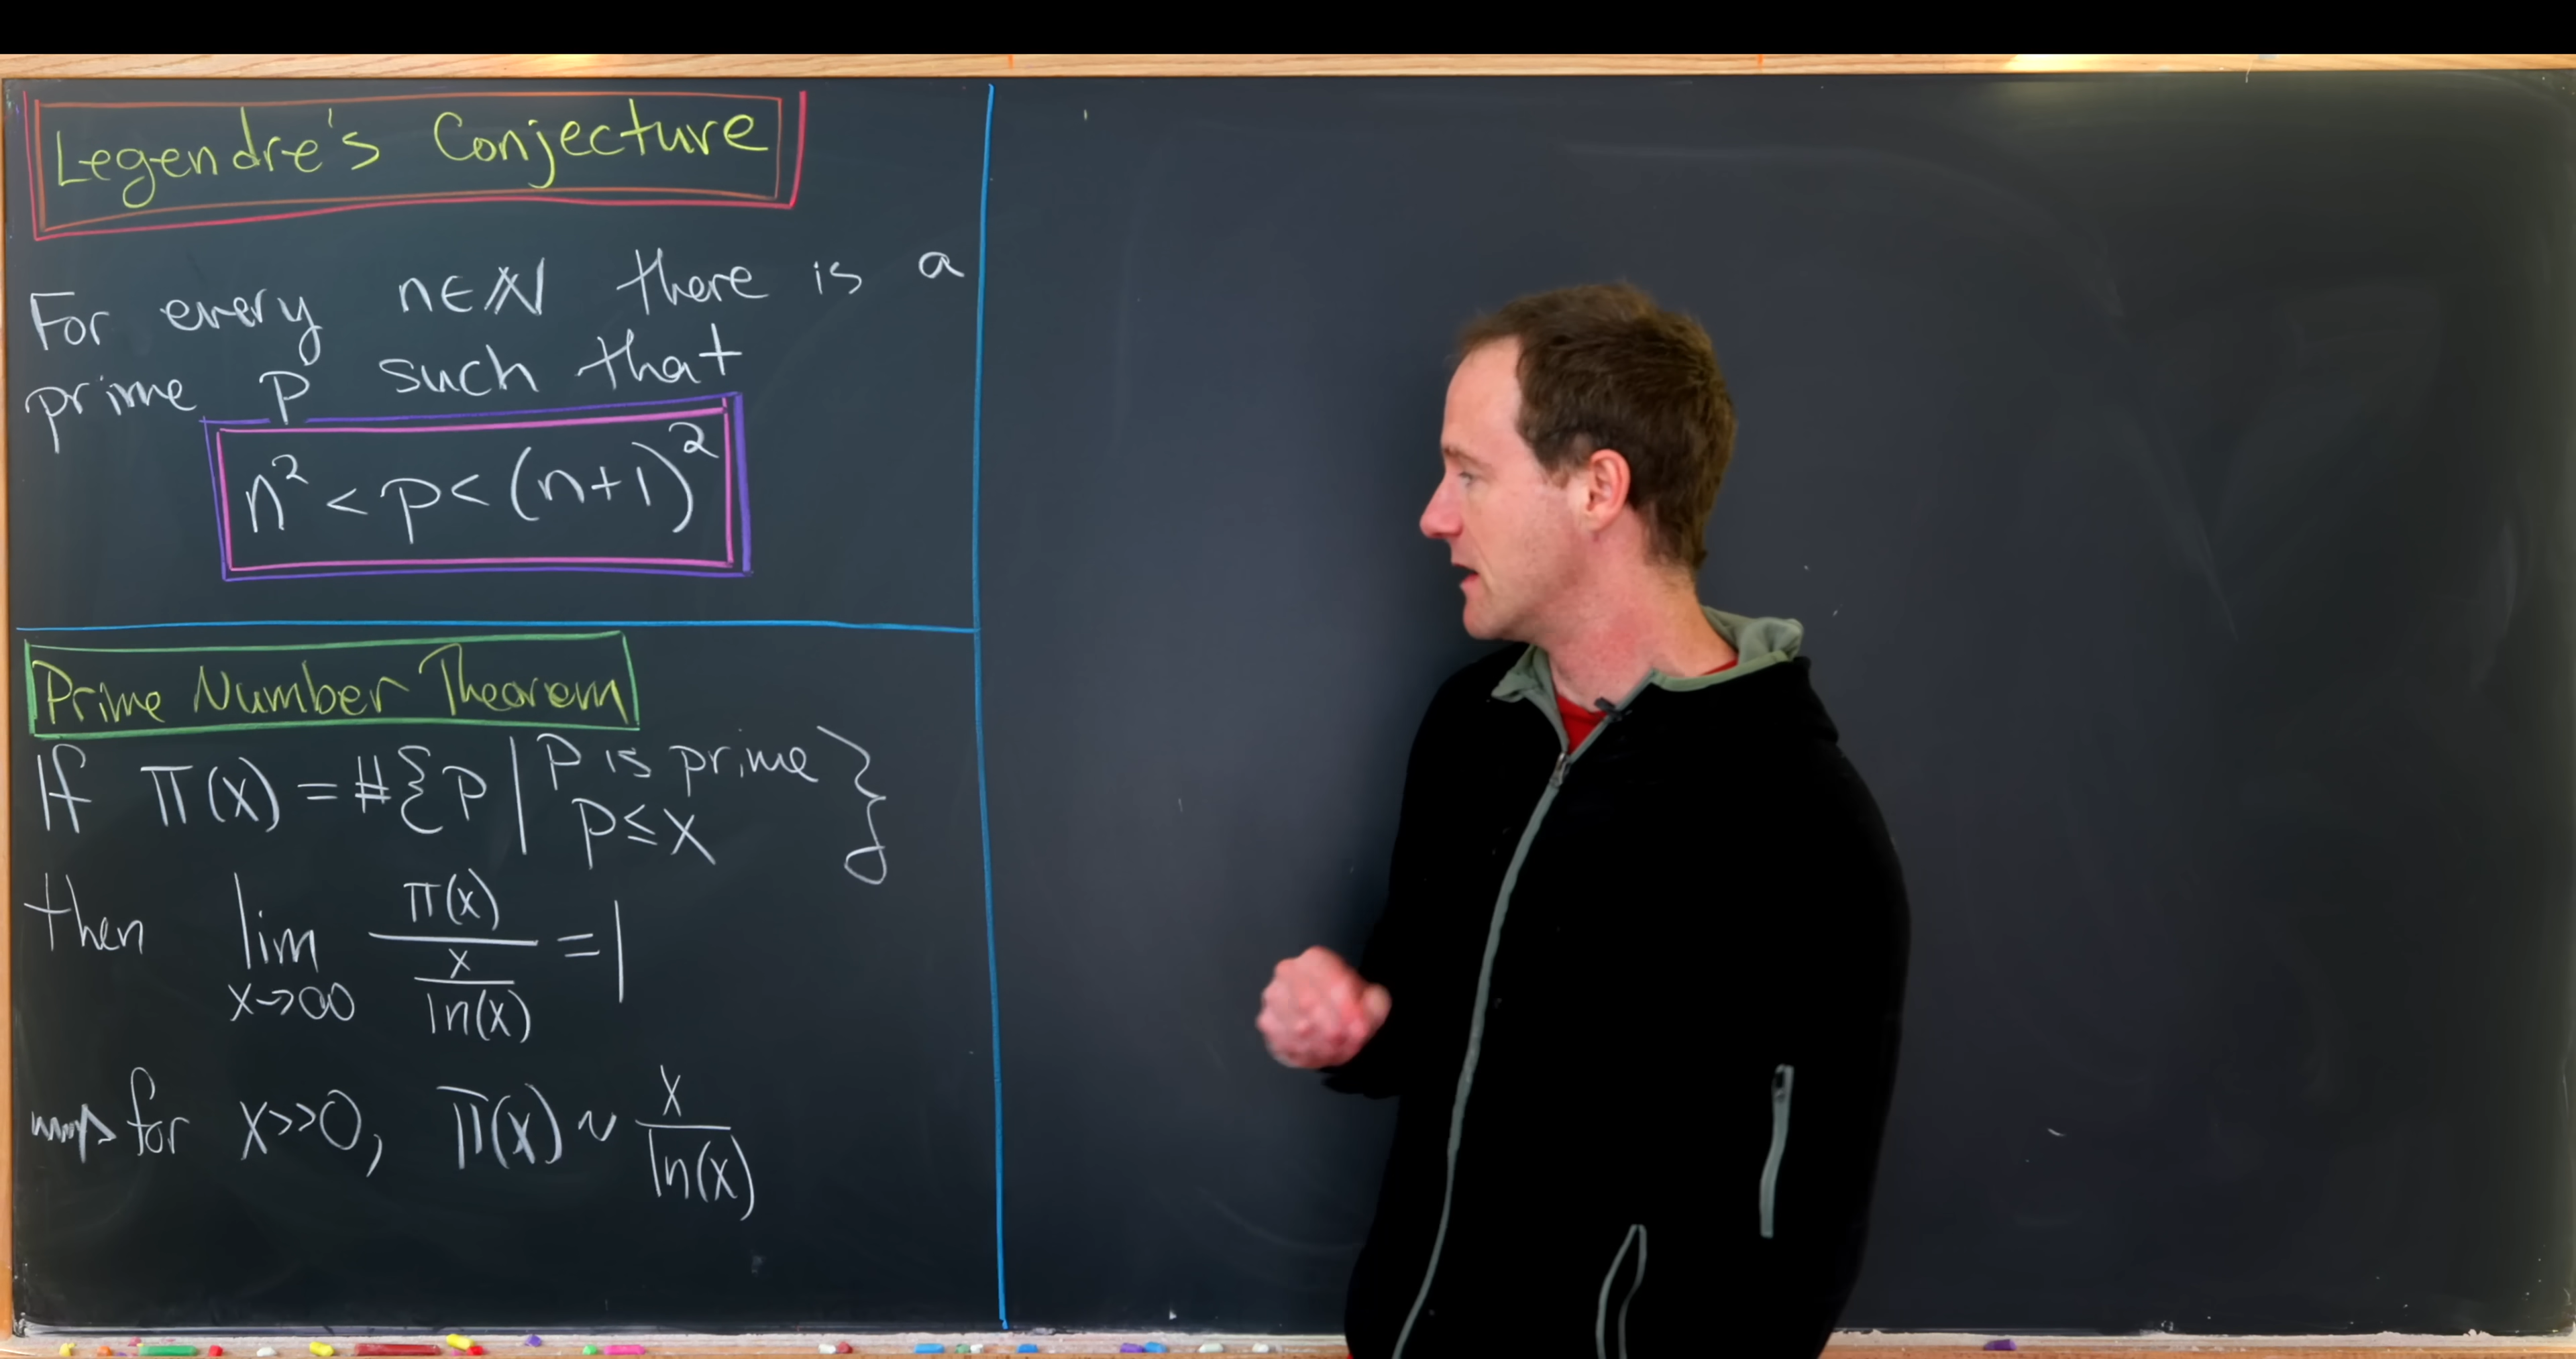 Legendre's Conjecture
For every n∈ℕ there is a
prime P such that
n² < p < (n+1)²
Prime Number Theorem
If π(x) = #{p | P is prime
p ≤ x}
then lim x→∞ π(x) / (x / ln(x)) = 1
⇝ for x>>0, π(x) ~ x / ln(x)